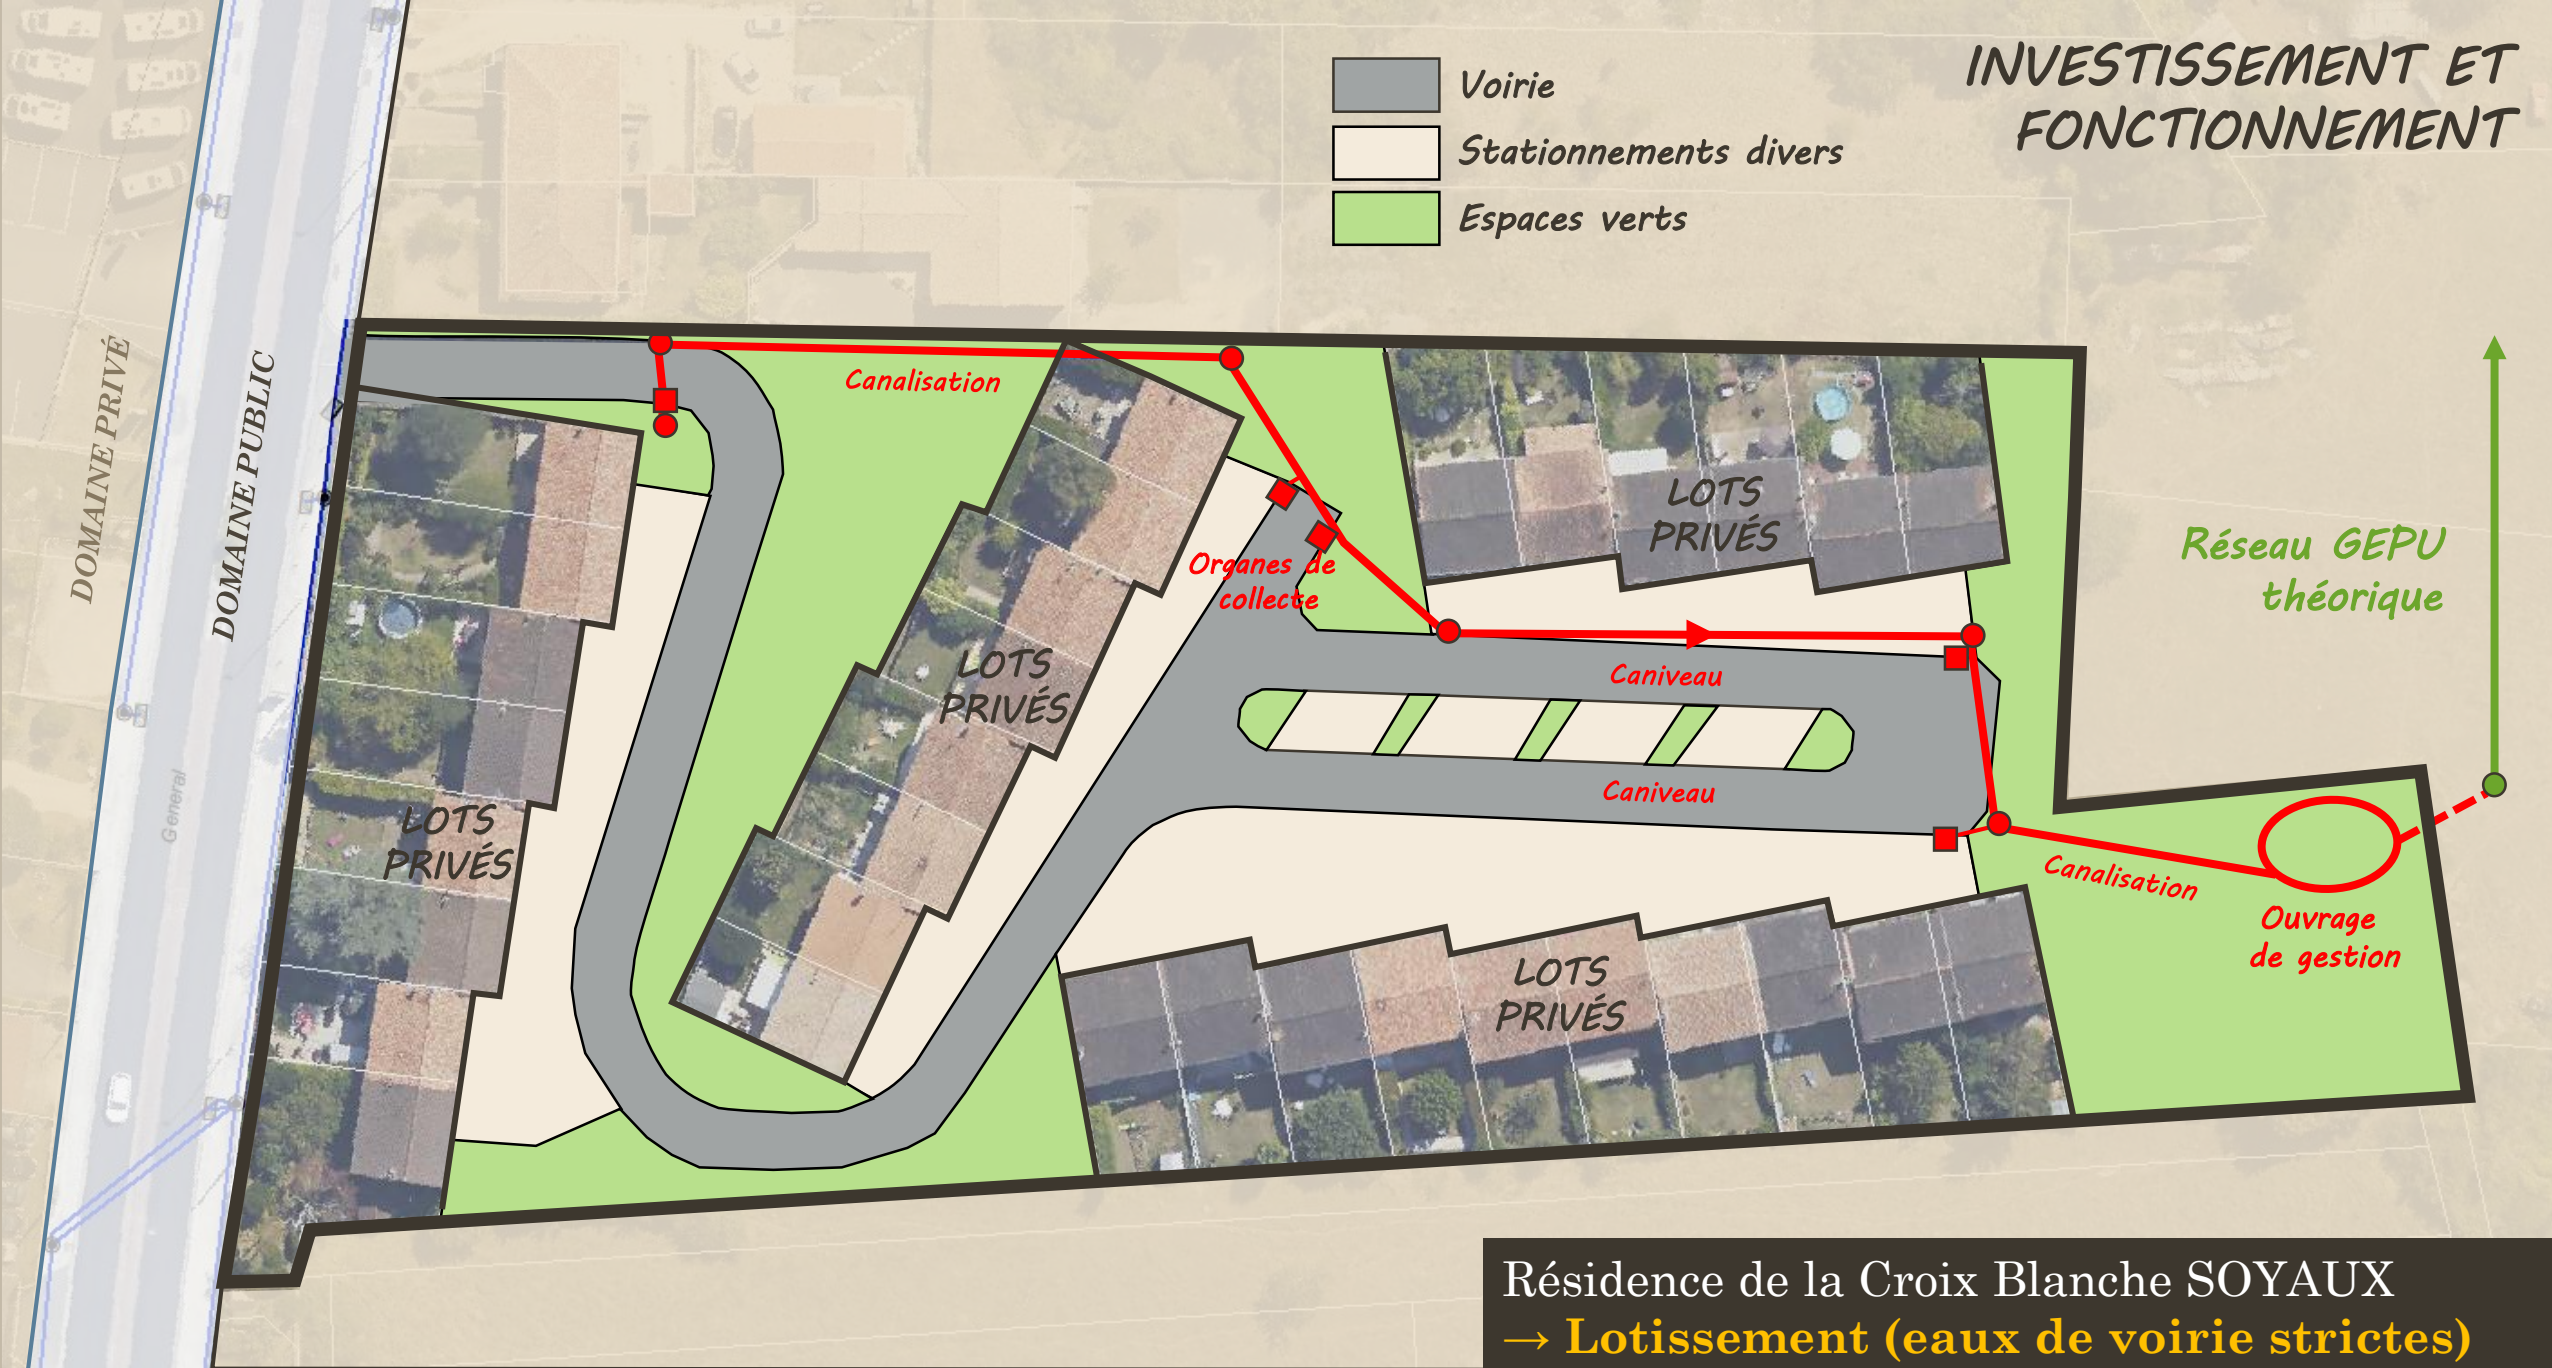 INVESTISSEMENT ET
FONCTIONNEMENT
Voirie
Stationnements divers
Espaces verts
DOMAINE PRIVÉ
DOMAINE PUBLIC
General
Canalisation
Organes de
collecte
LOTS
PRIVÉS
LOTS
PRIVÉS
LOTS
PRIVÉS
Caniveau
Caniveau
LOTS
PRIVÉS
Réseau GEPU
théorique
Canalisation
Ouvrage
de gestion
Résidence de la Croix Blanche SOYAUX
→ Lotissement (eaux de voirie strictes)